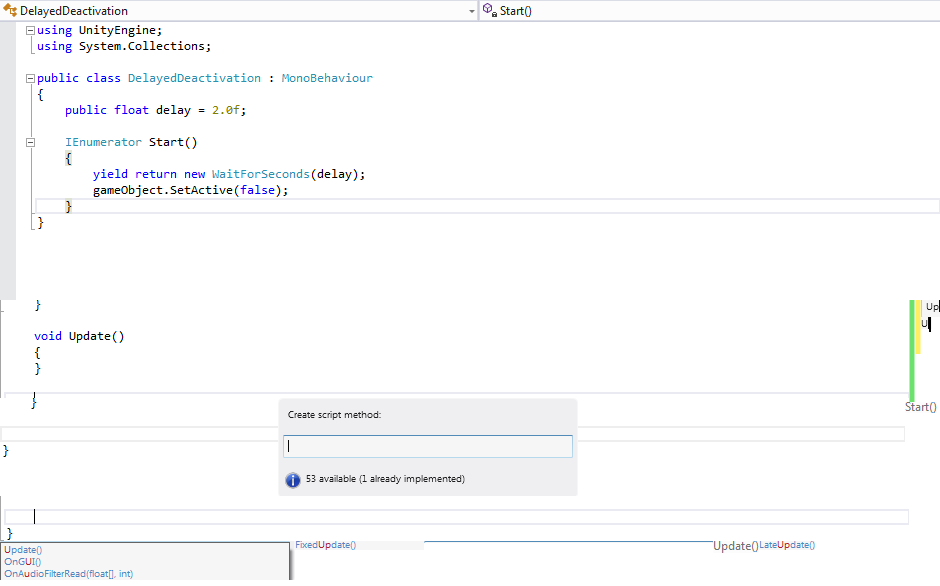 DelayedDeactivation
Start()
using UnityEngine;
using System.Collections;
public class DelayedDeactivation : MonoBehaviour
{
public float delay = 2.0f;
IEnumerator Start()
{
yield return new WaitForSeconds(delay);
gameObject.SetActive(false);
}
}
}
Up
void Update()
U
{
}
}
Start()
Create script method:
}
53 available (1 already implemented)
}
Update()
FixedUpdate()
Update()
LateUpdate()
OnGUI()
OnAudioFilterRead(float[], int)